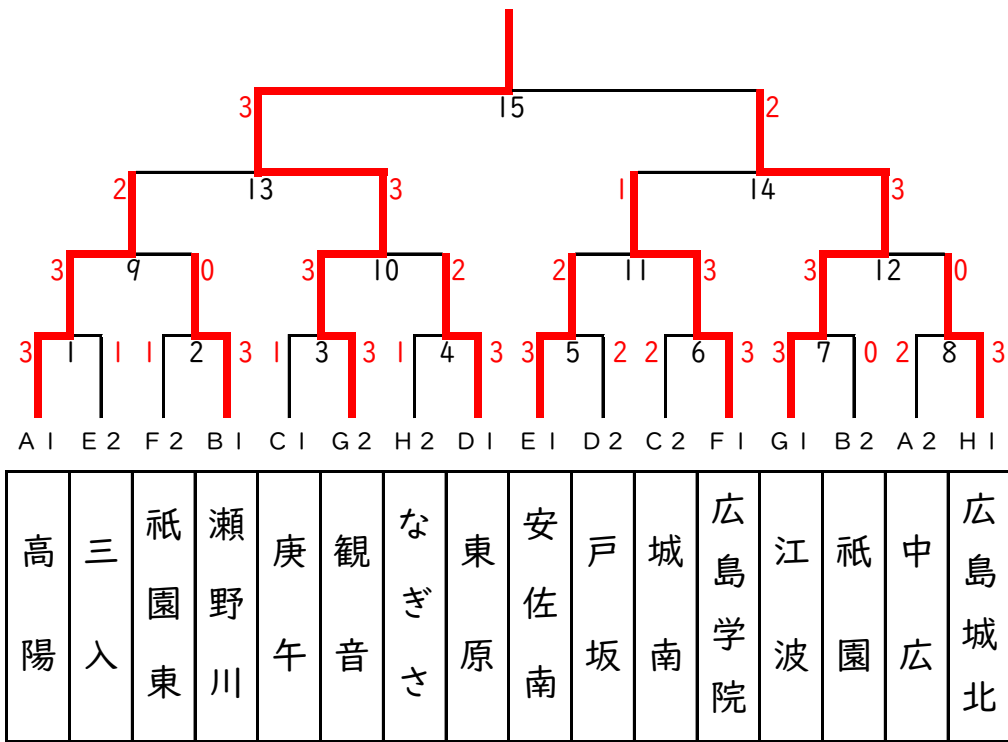 3 15 2
2 13 3 1 14 3
3 9 0 3 10 2 2 11 3 3 12 0
3 1 1 1 2 3 1 3 3 1 4 3 3 5 2 2 6 3 3 7 0 2 8 3
A1 E2 F2 B1 C1 G2 H2 D1 E1 D2 C2 F1 G1 B2 A2 H1
高陽
三入
祇園東
瀬野川
庚午
観音
なぎさ
東原
安佐南
戸坂
城南
広島学院
江波
祇園
中広
広島城北